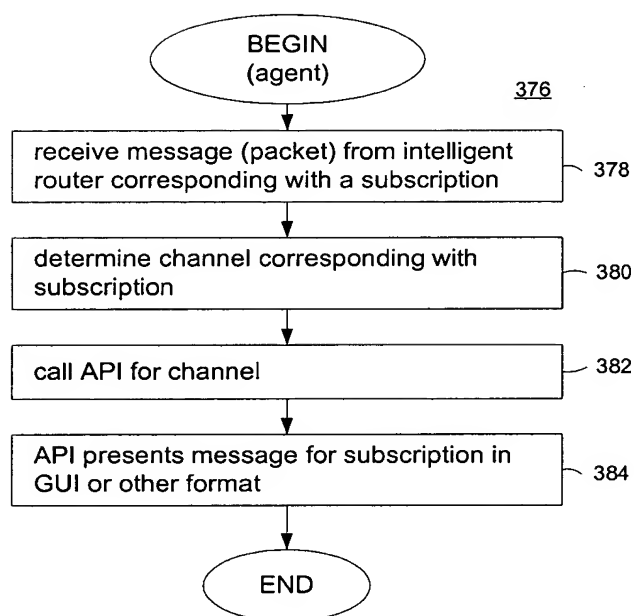 BEGIN
(agent)
376
receive message (packet) from intelligent
router corresponding with a subscription
378
determine channel corresponding with
subscription
380
call API for channel
382
API presents message for subscription in
GUI or other format
384
END